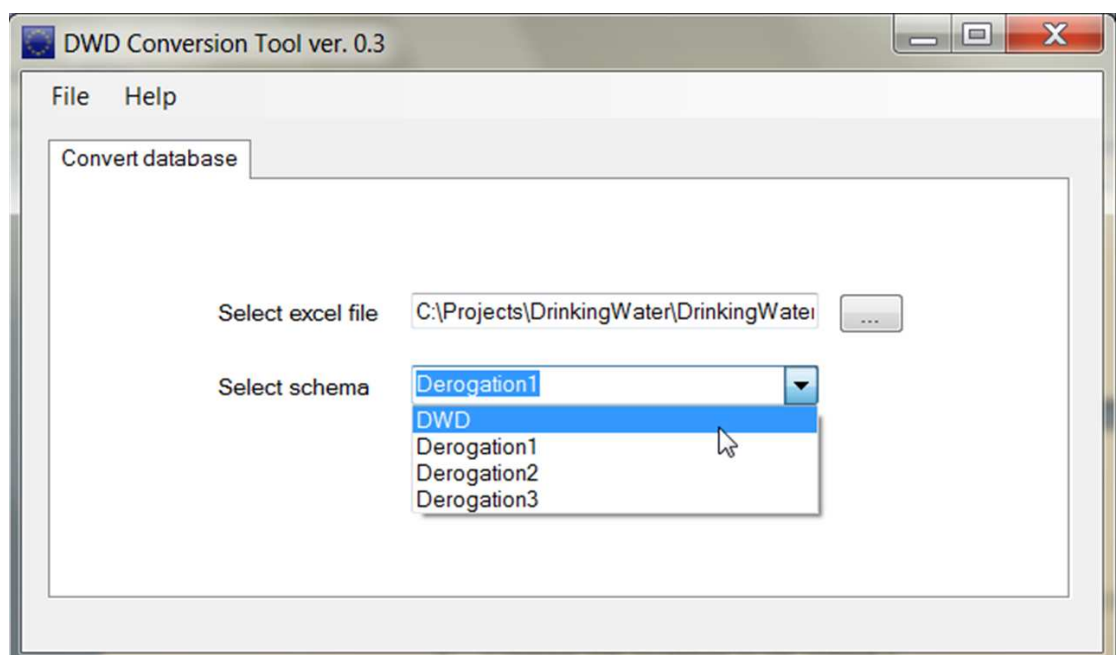 DWD Conversion Tool ver. 0.3
File Help
Convert database
Select excel file C:\Projects\DrinkingWater\DrinkingWater ...
Select schema Derogation1
DWD
Derogation1
Derogation2
Derogation3